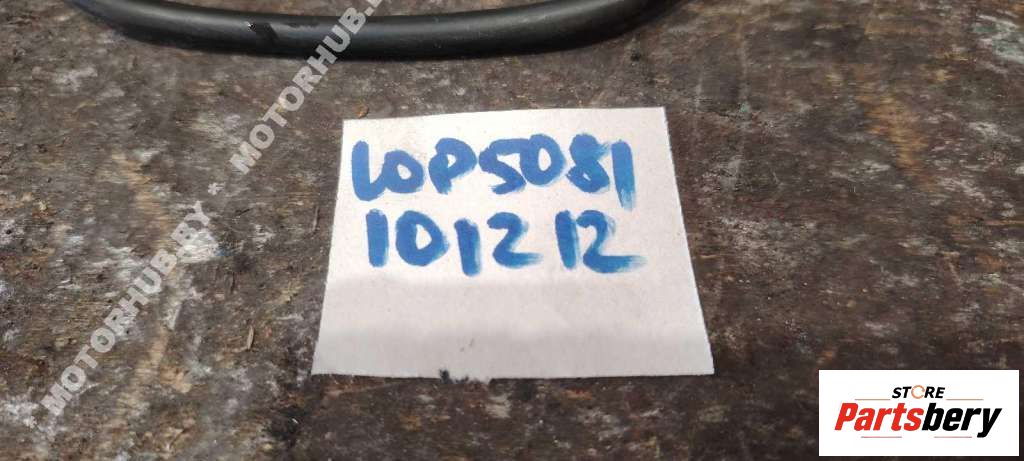 MOTORHUB.BY - MOTORHUB.BY
LOP5081
101212
STORE
Partsbery